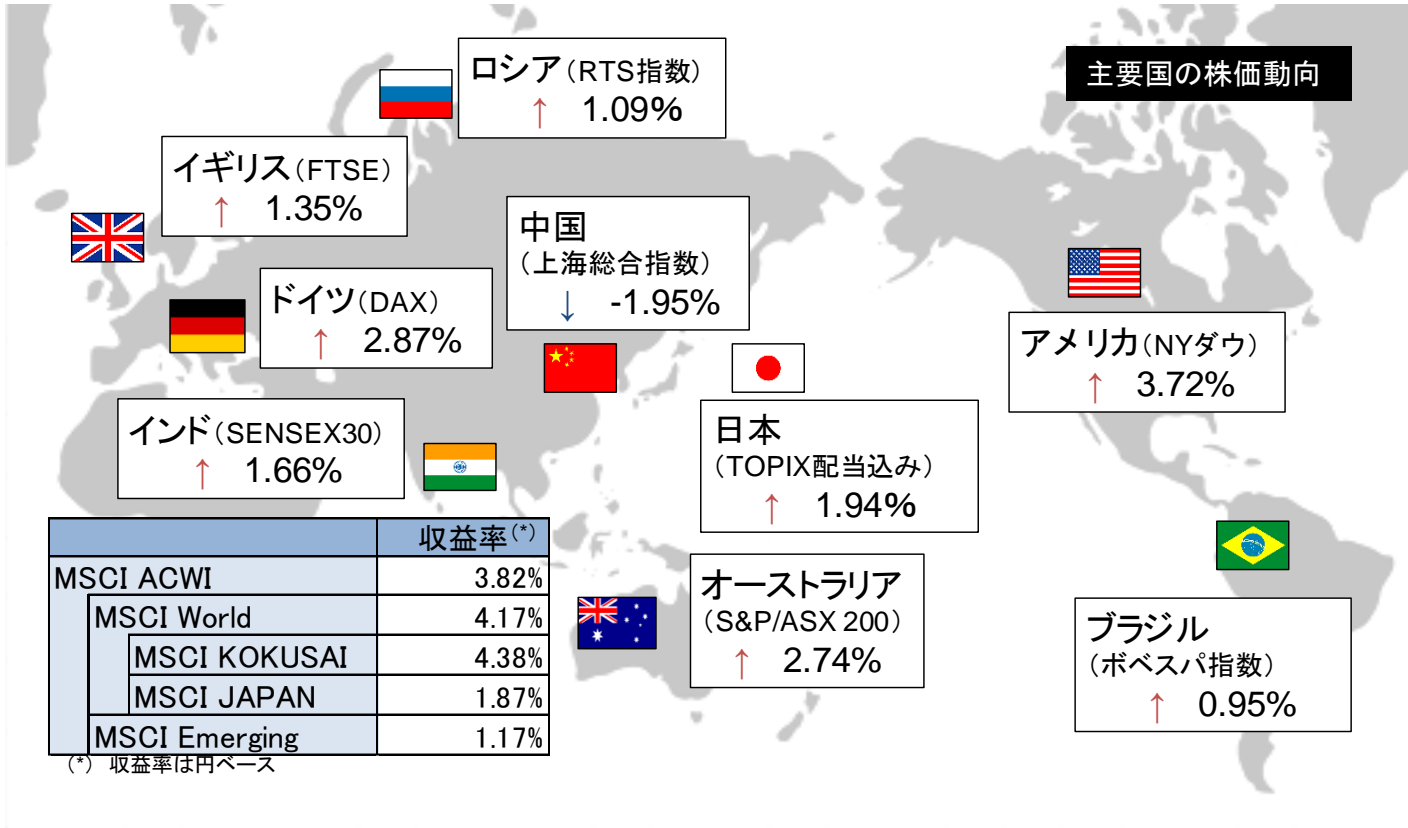 主要国の株価動向
ロシア（RTS指数）
↑ 1.09%
イギリス（FTSE）
↑ 1.35%
中国
（上海総合指数）
↓ -1.95%
ドイツ（DAX）
↑ 2.87%
アメリカ（NYダウ）
↑ 3.72%
インド（SENSEX30）
↑ 1.66%
日本
（TOPIX配当込み）
↑ 1.94%
オーストラリア
（S&P/ASX 200）
↑ 2.74%
ブラジル
（ボベスパ指数）
↑ 0.95%
収益率(*)
MSCI ACWI 3.82%
MSCI World 4.17%
MSCI KOKUSAI 4.38%
MSCI JAPAN 1.87%
MSCI Emerging 1.17%
(*) 収益率は円ベース